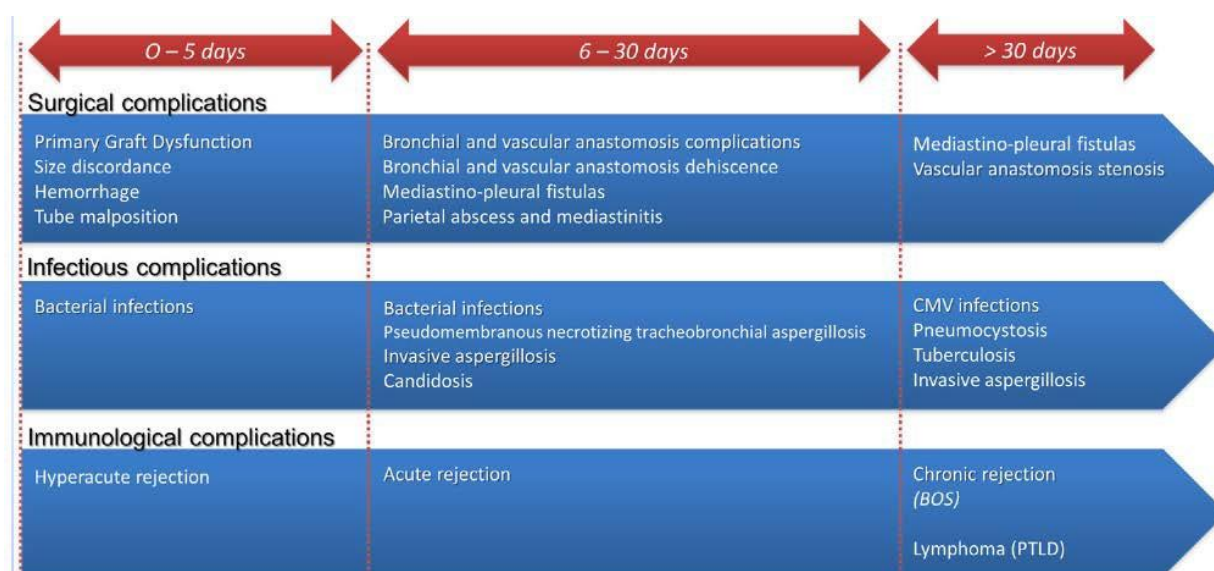 O – 5 days
6 – 30 days
> 30 days
Surgical complications
Primary Graft Dysfunction
Size discordance
Hemorrhage
Tube malposition
Bronchial and vascular anastomosis complications
Bronchial and vascular anastomosis dehiscence
Mediastino-pleural fistulas
Parietal abscess and mediastinitis
Mediastino-pleural fistulas
Vascular anastomosis stenosis
Infectious complications
Bacterial infections
Bacterial infections
Pseudomembranous necrotizing tracheobronchial aspergillosis
Invasive aspergillosis
Candidosis
CMV infections
Pneumocystosis
Tuberculosis
Invasive aspergillosis
Immunological complications
Hyperacute rejection
Acute rejection
Chronic rejection
(BOS)
Lymphoma (PTLD)